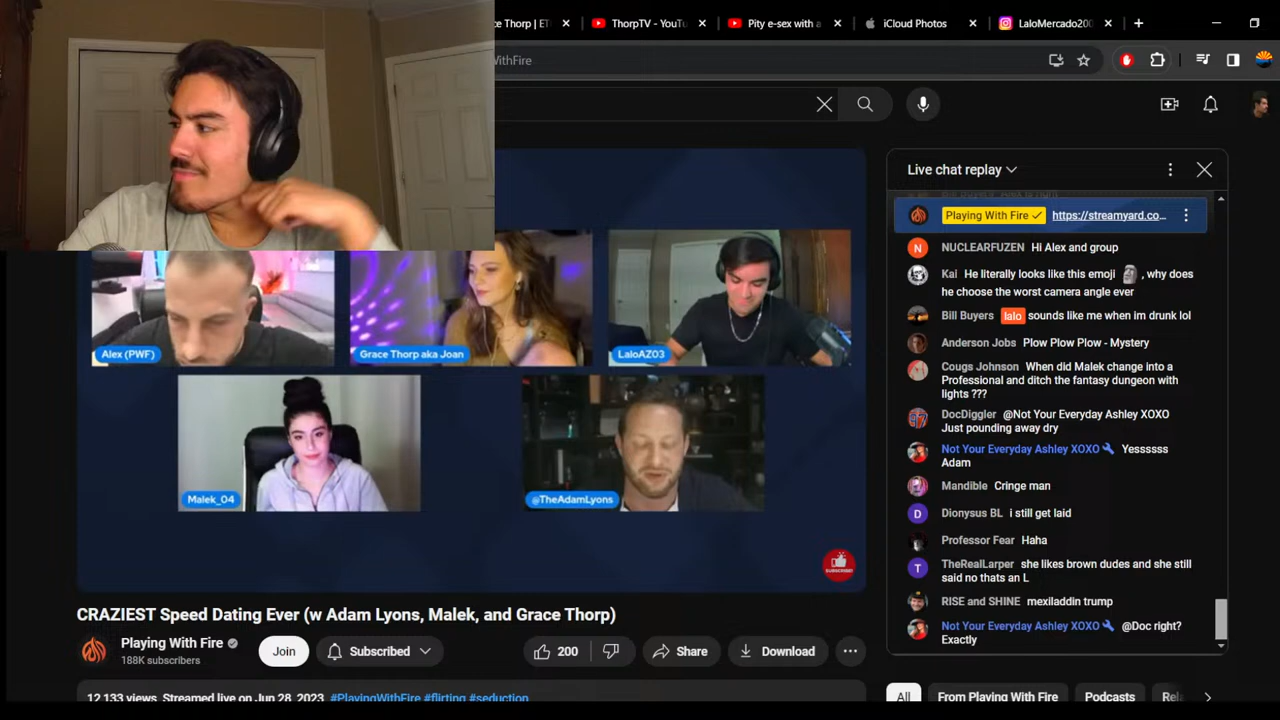 ce Thorp | ET
ThorpTV - YouTu
Pity e-sex with a
iCloud Photos
LaloMercado200
WithFire
Live chat replay
Playing With Fire https://streamyard.co...
NUCLEARFUZEN Hi Alex and group
Kai He literally looks like this emoji 🗿, why does
he choose the worst camera angle ever
Bill Buyers lalo sounds like me when im drunk lol
Anderson Jobs Plow Plow Plow - Mystery
Cougs Johnson When did Malek change into a
Professional and ditch the fantasy dungeon with
lights ???
DocDiggler @Not Your Everyday Ashley XOXO
Just pounding away dry
Not Your Everyday Ashley XOXO Yessssss
Adam
Mandible Cringe man
Dionysus BL i still get laid
Professor Fear Haha
TheRealLarper she likes brown dudes and she still
said no thats an L
RISE and SHINE mexiladdin trump
Not Your Everyday Ashley XOXO @Doc right?
Exactly
Alex (PWF)
Grace Thorp aka Joan
LaloAZ03
Malek_04
@TheAdamLyons
SUBSCRIBE
CRAZIEST Speed Dating Ever (w Adam Lyons, Malek, and Grace Thorp)
Playing With Fire
188K subscribers
Join
Subscribed
200
Share
Download
12,133 views Streamed live on Jun 28, 2023 #PlayingWithFire #flirting #seduction
All
From Playing With Fire
Podcasts
Rel